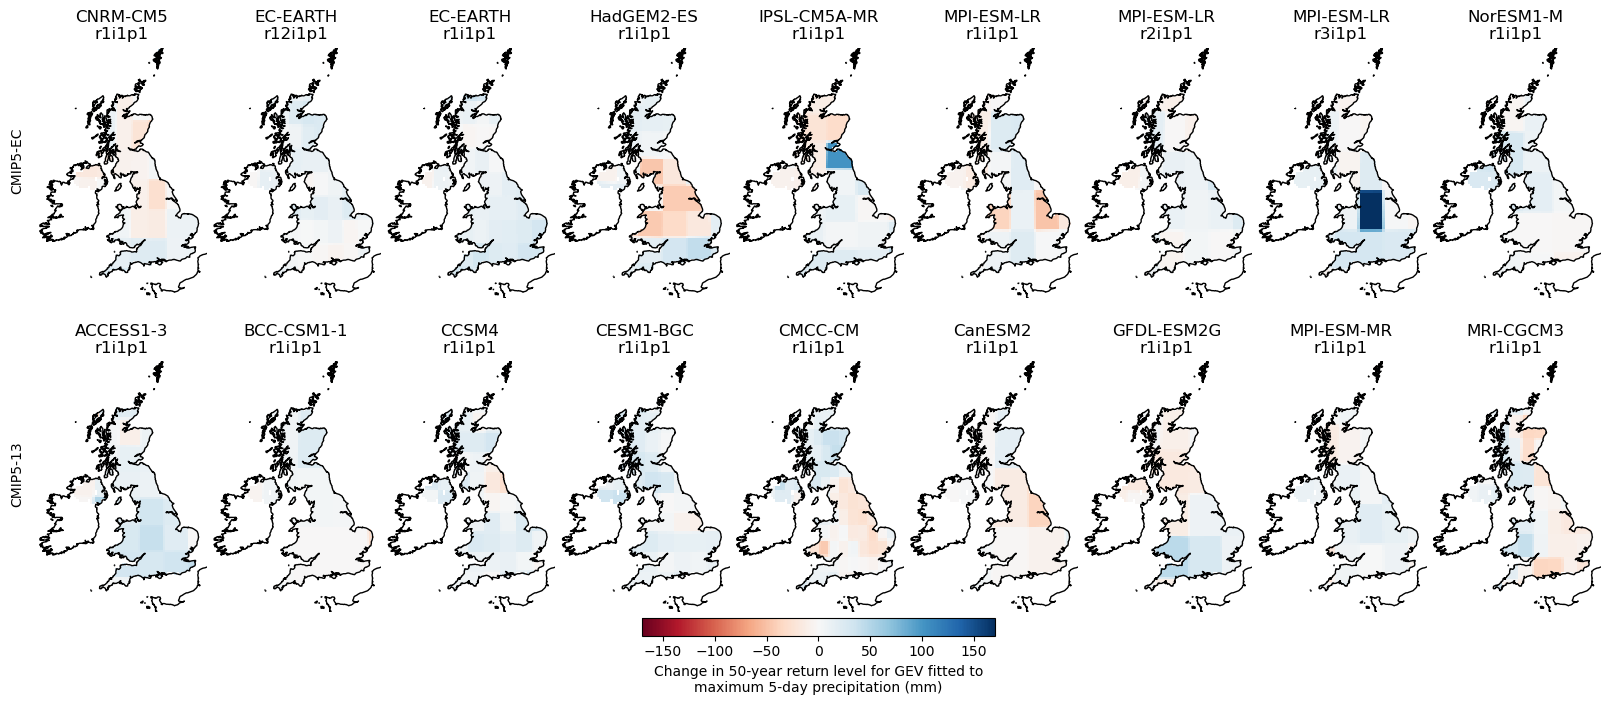 CNRM-CM5
r1i1p1
EC-EARTH
r12i1p1
EC-EARTH
r1i1p1
HadGEM2-ES
r1i1p1
IPSL-CM5A-MR
r1i1p1
MPI-ESM-LR
r1i1p1
MPI-ESM-LR
r2i1p1
MPI-ESM-LR
r3i1p1
NorESM1-M
r1i1p1
CMIP5-EC
ACCESS1-3
r1i1p1
BCC-CSM1-1
r1i1p1
CCSM4
r1i1p1
CESM1-BGC
r1i1p1
CMCC-CM
r1i1p1
CanESM2
r1i1p1
GFDL-ESM2G
r1i1p1
MPI-ESM-MR
r1i1p1
MRI-CGCM3
r1i1p1
CMIP5-13
−150 −100 −50 0 50 100 150
Change in 50-year return level for GEV fitted to
maximum 5-day precipitation (mm)